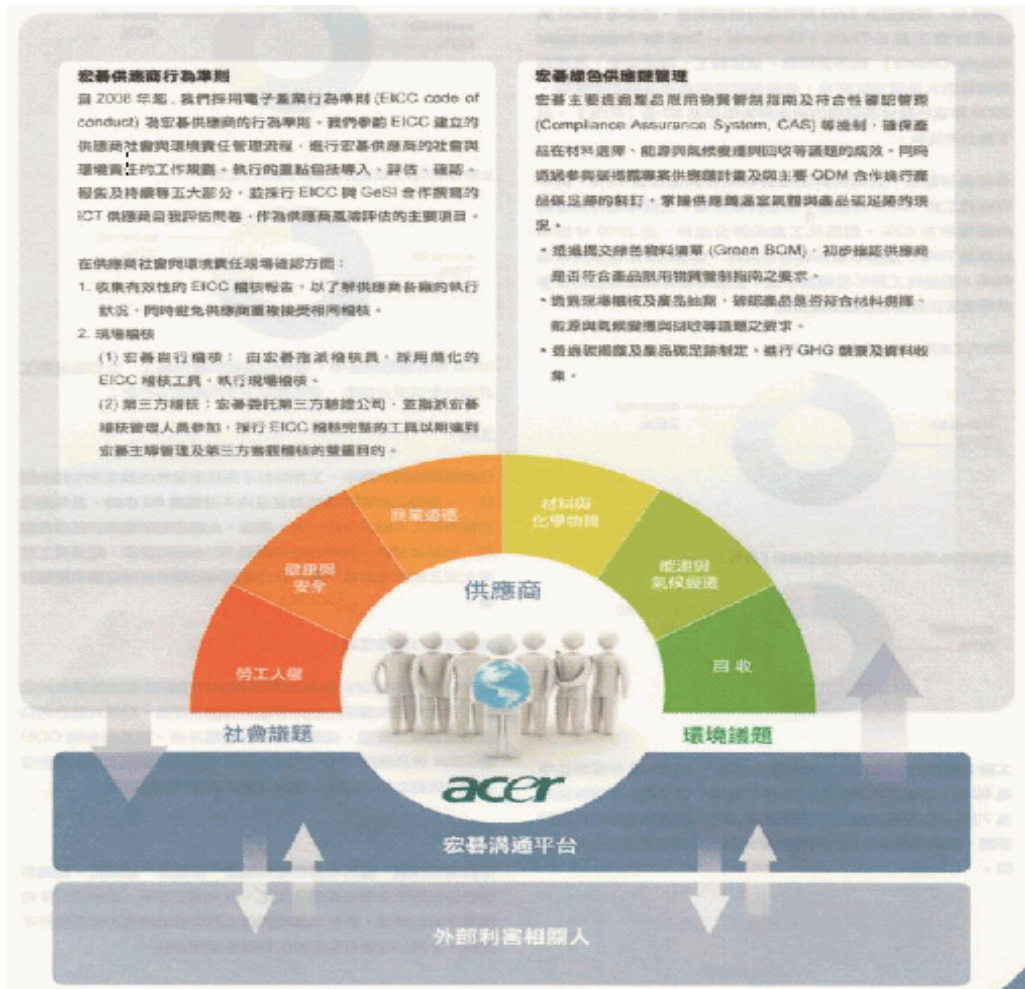 宏碁供應商行為準則
自 2008 年起，我們採用電子產業行為準則 (EICC code of
conduct) 為宏碁供應商的行為準則。我們參酌 EICC 建立的
供應商社會與環境責任管理流程，進行宏碁供應商的社會與
環境責任的工作規劃。執行的重點包括導入、評估、確認、
報告及持續等五大部分，並採行 EICC 與 GeSI 合作撰寫的
ICT 供應商自我評估問卷，作為供應商風險評估的主要項目。
在供應商社會與環境責任現場確認方面：
1. 收集有效性的 EICC 稽核報告，以了解供應商各廠的執行
狀況，同時避免供應商重複接受相同稽核。
2. 現場稽核
(1) 宏碁自行稽核： 由宏碁指派稽核員，採用簡化的
EICC 稽核工具，執行現場稽核。
(2) 第三方稽核：宏碁委託第三方驗證公司，並指派宏碁
稽核管理人員參加，採行 EICC 稽核完整的工具以期達到
宏碁主導管理及第三方客觀稽核的雙重目的。
宏碁綠色供應鏈管理
宏碁主要透過產品限用物質管制指南及符合性確認管理
(Compliance Assurance System, CAS) 等機制，確保產
品在材料選擇、能源與氣候變遷與回收等議題的成效。同時
透過參與碳揭露專案供應鏈計畫及與主要 ODM 合作進行產
品碳足跡的制訂，掌握供應鏈溫室氣體與產品碳足跡的現
況。
• 透過提交綠色物料清單 (Green BOM)，初步確認供應商
是否符合產品限用物質管制指南之要求。
• 透過現場稽核及產品抽測，確認產品是否符合材料選擇、
能源與氣候變遷與回收等議題之要求。
• 透過碳揭露及產品碳足跡制定，進行 GHG 盤查及資料收
集。
商業道德
材料與
化學物質
健康與
安全
能源與
氣候變遷
供應商
勞工人權
回收
社會議題
環境議題
acer
宏碁溝通平台
外部利害相關人